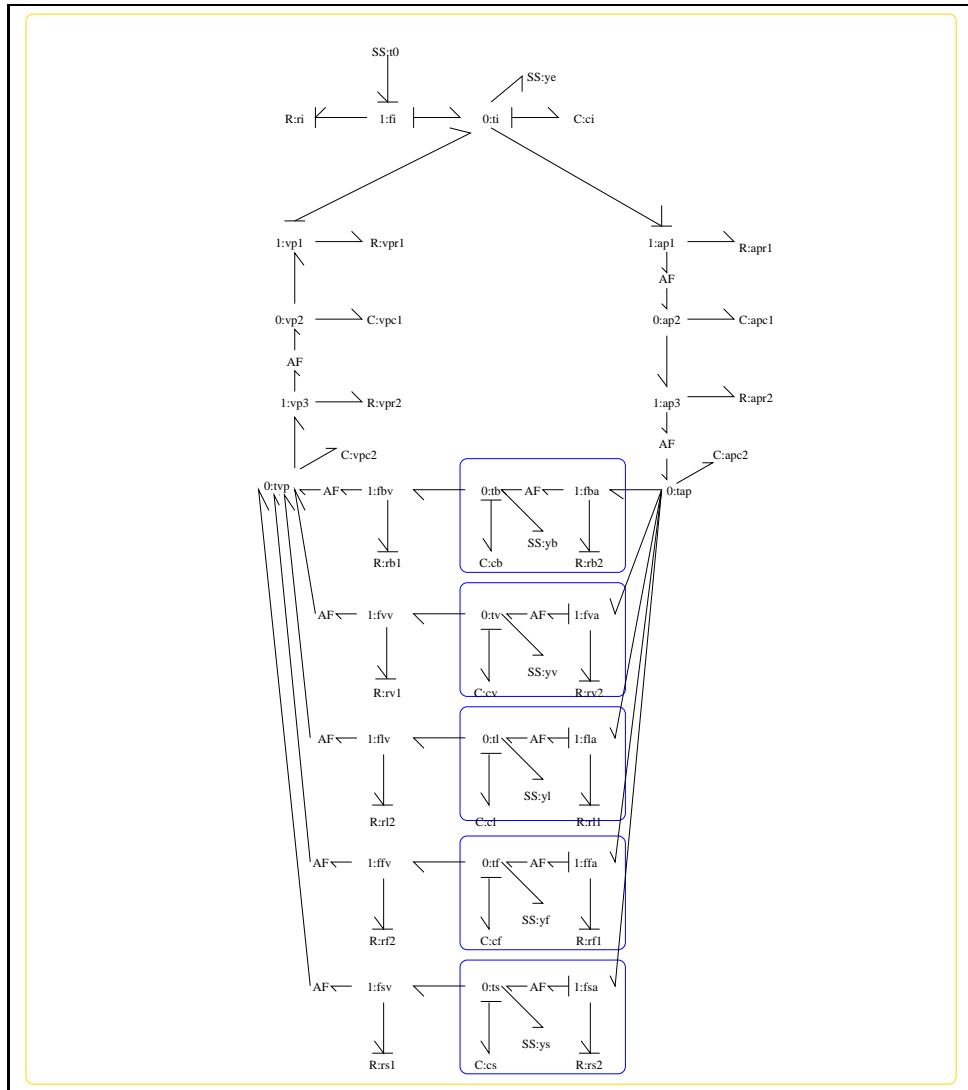 SS:t0
SS:ye
R:ri 1:fi 0:ti C:ci
1:vp1 R:vpr1 1:ap1 R:apr1
AF
0:vp2 C:vpc1 0:ap2 C:apc1
AF
1:vp3 R:vpr2 1:ap3 R:apr2
AF
C:vpc2 C:apc2
0:tvp AF 1:fbv 0:tb AF 1:fba 0:tap
SS:yb
R:rb1 C:cb R:rb2
AF 1:fvv 0:tv AF 1:fva
SS:yv
R:rv1 C:cv R:rv2
AF 1:flv 0:tl AF 1:fla
SS:yl
R:rl2 C:cl R:rl1
AF 1:ffv 0:tf AF 1:ffa
SS:yf
R:rf2 C:cf R:rf1
AF 1:fsv 0:ts AF 1:fsa
SS:ys
R:rs1 C:cs R:rs2